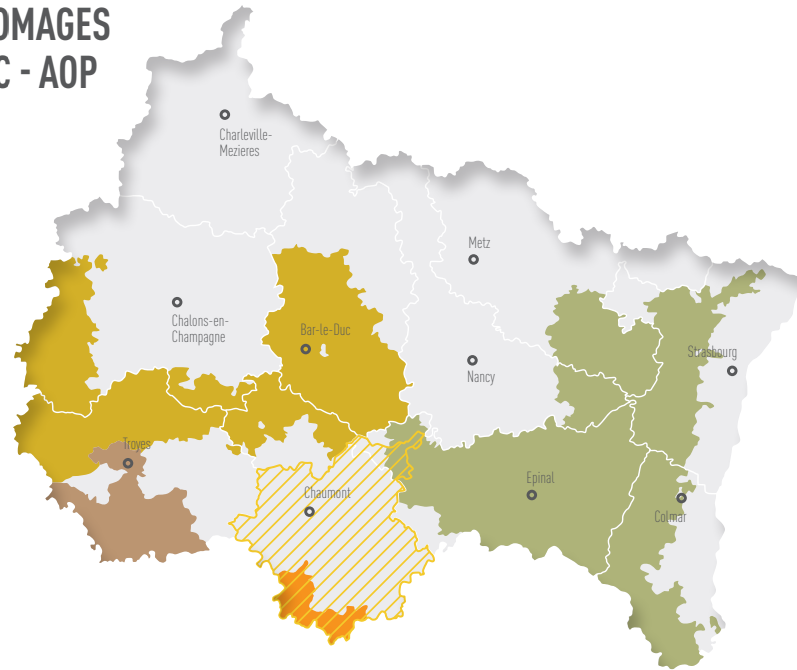 OMAGES
C - AOP
Charleville-
Mezieres
Metz
Chalons-en-
Champagne
Bar-le-Duc
Nancy
Strasbourg
Troyes
Epinal
Chaumont
Colmar